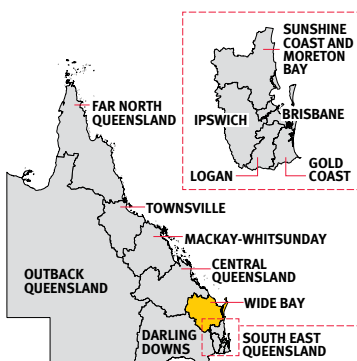 SUNSHINE
COAST AND
MORETON
BAY
FAR NORTH
QUEENSLAND
IPSWICH
BRISBANE
LOGAN
GOLD
COAST
TOWNSVILLE
MACKAY-WHITSUNDAY
CENTRAL
QUEENSLAND
OUTBACK
QUEENSLAND
WIDE BAY
DARLING
DOWNS
SOUTH EAST
QUEENSLAND